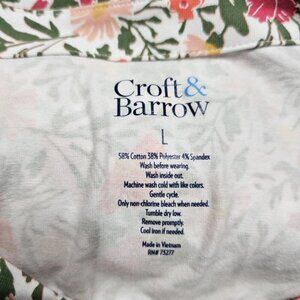 Croft&
Barrow
L
58% Cotton 38% Polyester 4% Spandex
Wash before wearing.
Wash inside out.
Machine wash cold with like colors.
Gentle cycle.
Only non-chlorine bleach when needed.
Tumble dry low.
Remove promptly.
Cool Iron if needed.
Made in Vietnam
RN# 73277